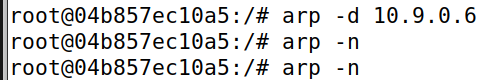 root@04b857ec10a5:/# arp -d 10.9.0.6
root@04b857ec10a5:/# arp -n
root@04b857ec10a5:/# arp -n